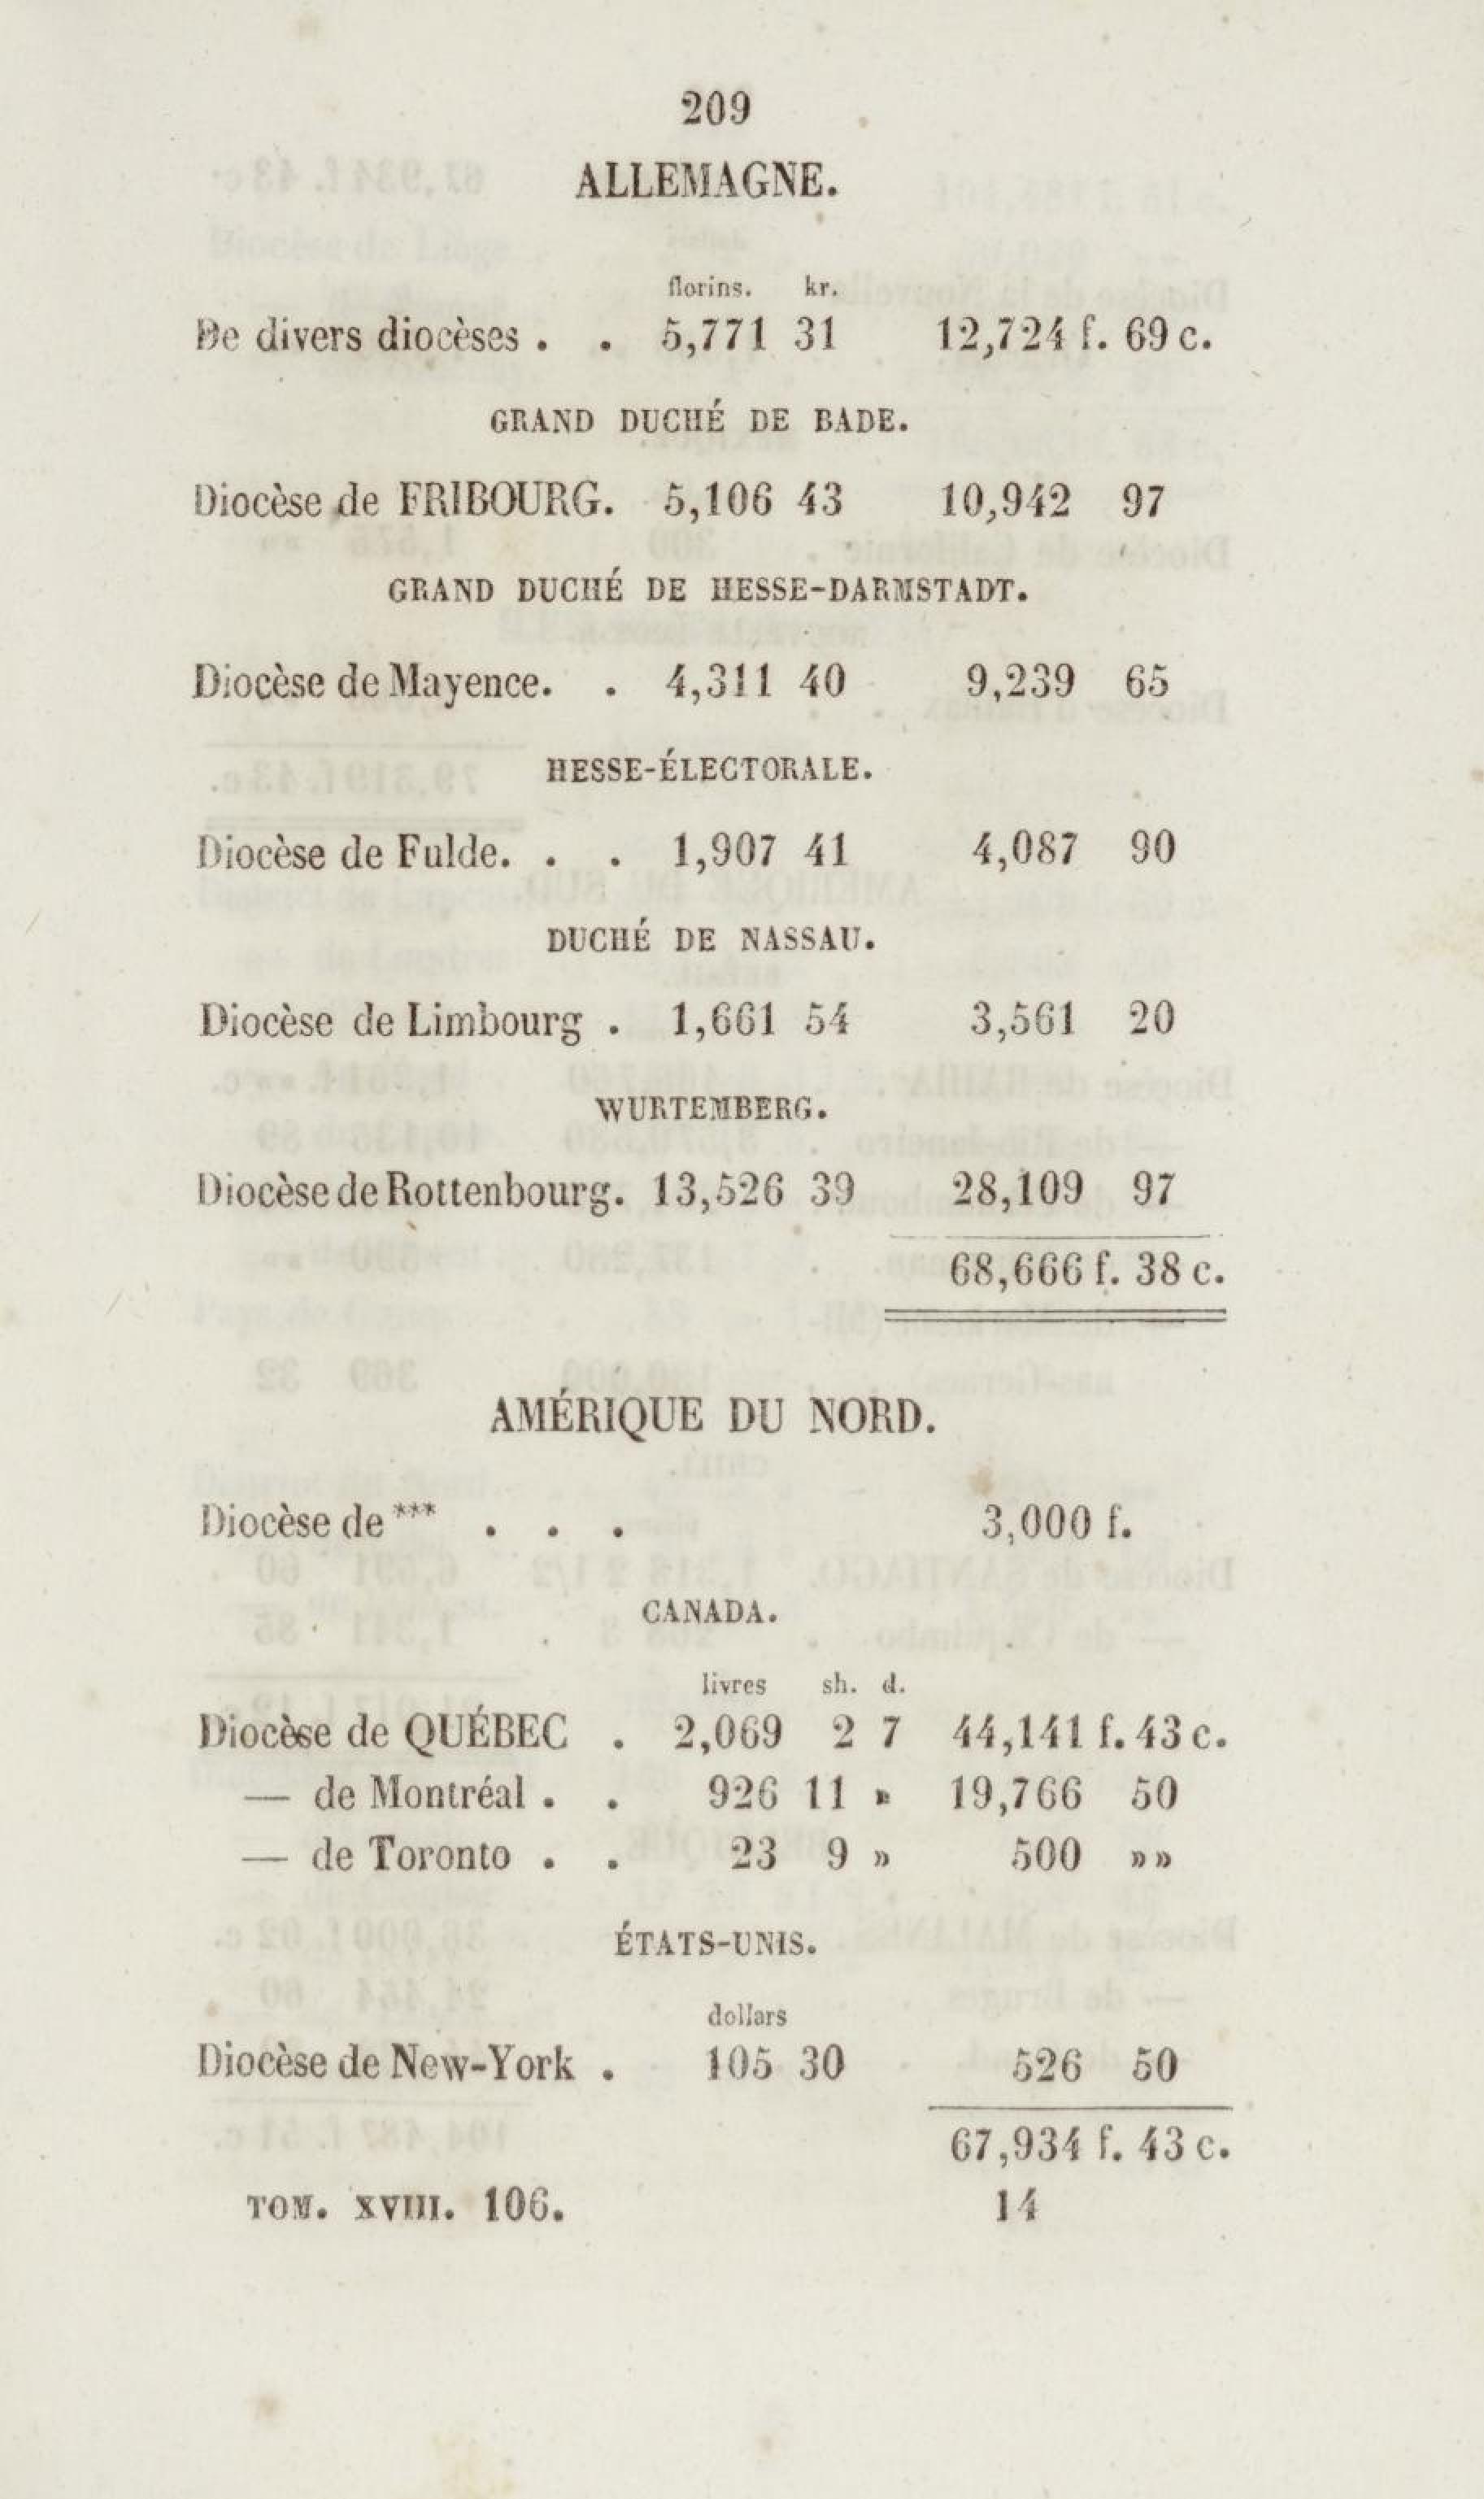 209
ALLEMAGNE.
florins. kr.
De divers diocèses . . 5,771 31 12,724 f. 69 c.
GRAND DUCHÉ DE BADE.
Diocèse de FRIBOURG. 5,106 43 10,942 97
GRAND DUCHÉ DE HESSE-DARMSTADT.
Diocèse de Mayence. . 4,311 40 9,239 65
HESSE-ÉLECTORALE.
Diocèse de Fulde. . . 1,907 41 4,087 90
DUCHÉ DE NASSAU.
Diocèse de Limbourg . 1,661 54 3,561 20
WURTEMBERG.
Diocèse de Rottenbourg. 13,526 39 28,109 97
68,666 f. 38 c.
AMÉRIQUE DU NORD.
Diocèse de *** . . . 3,000 f.
CANADA.
livres sh. d.
Diocèse de QUÉBEC . 2,069 2 7 44,141 f. 43 c.
— de Montréal . . 926 11 » 19,766 50
— de Toronto . . 23 9 » 500 »»
ÉTATS-UNIS.
dollars
Diocèse de New-York . 105 30 526 50
67,934 f. 43 c.
TOM. XVIII. 106. 14